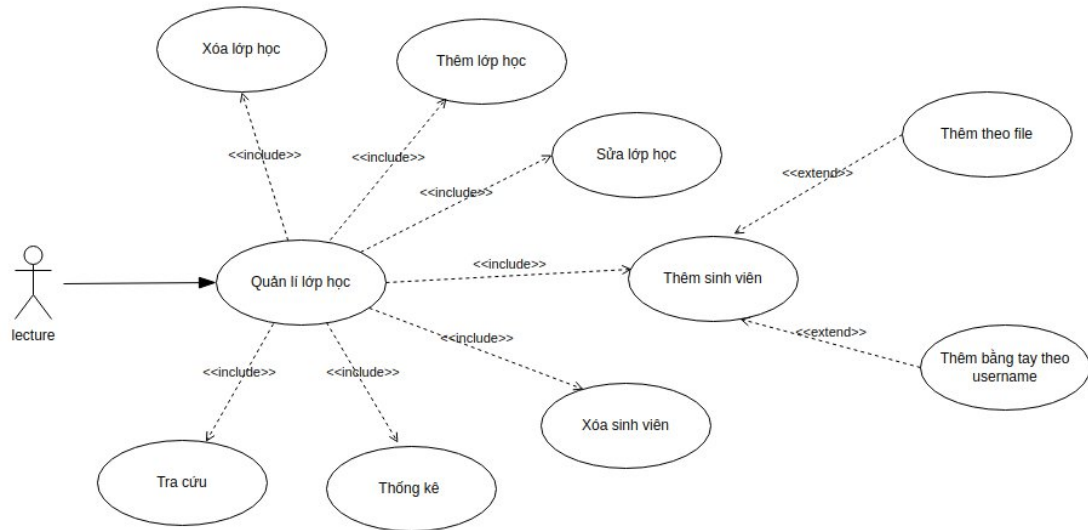 Xóa lớp học
Thêm lớp học
Thêm theo file
<<include>>
<<include>>
Sửa lớp học
<<extend>>
<<include>>
<<include>>
Thêm sinh viên
Quản lí lớp học
lecture
<<include>>
<<extend>>
Thêm bằng tay theo
username
<<include>>
<<include>>
Xóa sinh viên
Tra cứu
Thống kê